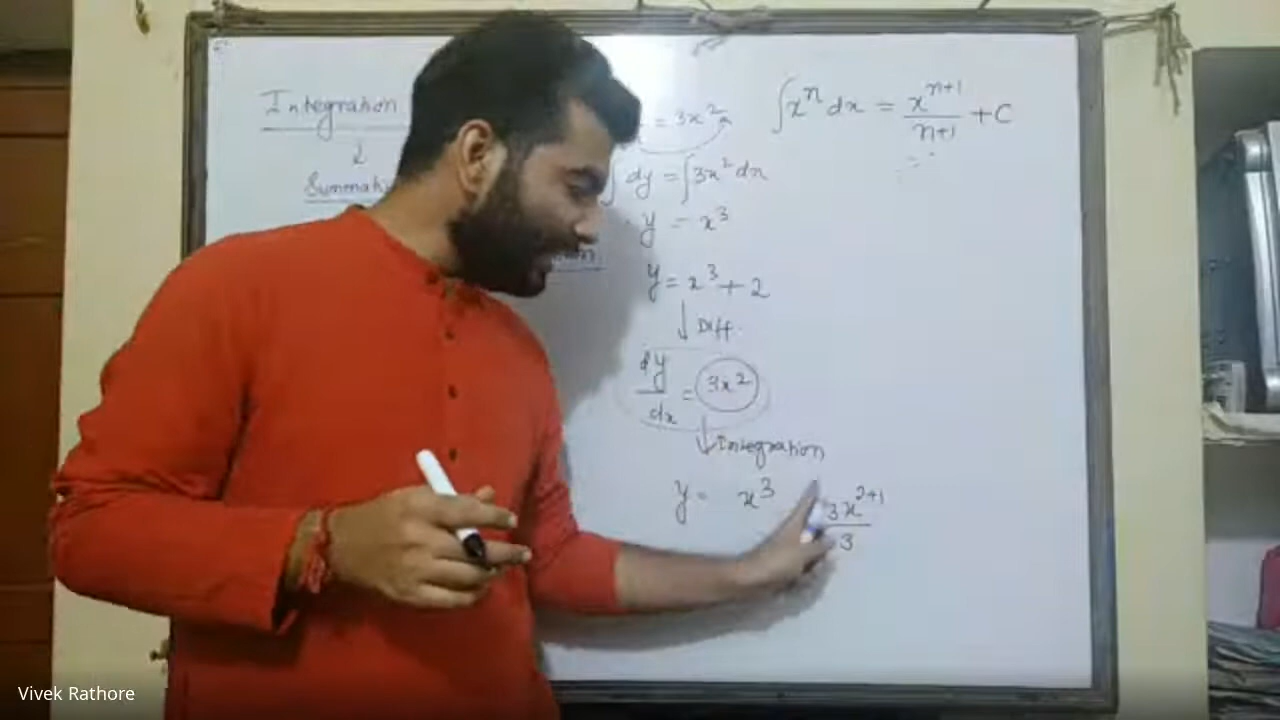 Integration
↓
= 3x²
∫dy = ∫3x² dx
y = x³
y = x³ + 2
↓ Diff.
dy/dx = 3x²
↓ Integration
y = x³ 3x²⁺¹/3
∫xⁿ dx = xⁿ⁺¹/n+1 + C
Vivek Rathore